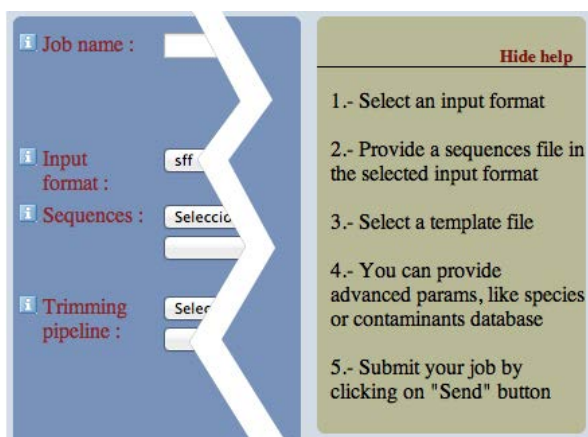 Job name :
Input
format :
sff
Sequences :
Seleccio
Trimming
pipeline :
Selec
Hide help
1.- Select an input format
2.- Provide a sequences file in
the selected input format
3.- Select a template file
4.- You can provide
advanced params, like species
or contaminants database
5.- Submit your job by
clicking on "Send" button